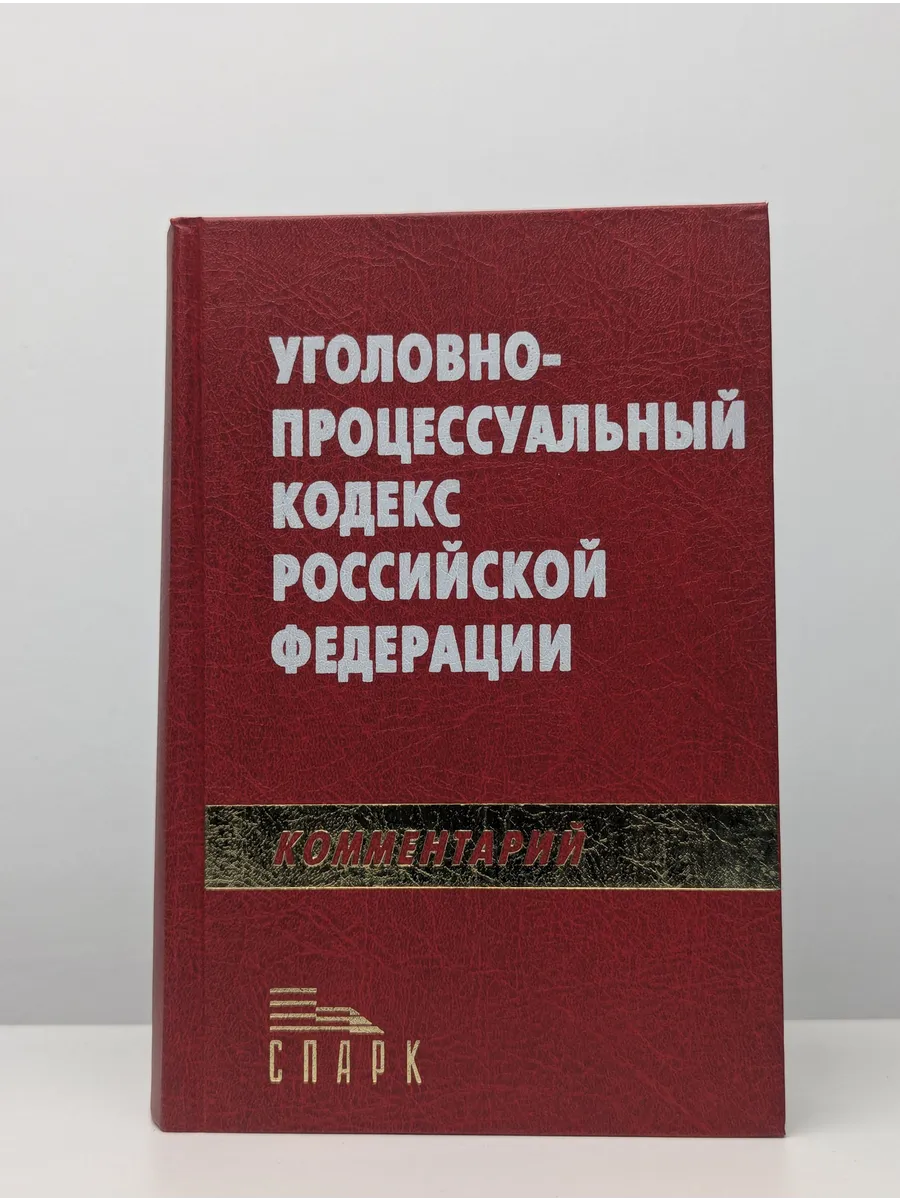 УГОЛОВНО-
ПРОЦЕССУАЛЬНЫЙ
КОДЕКС
РОССИЙСКОЙ
ФЕДЕРАЦИИ
КОММЕНТАРИЙ
СПАРК